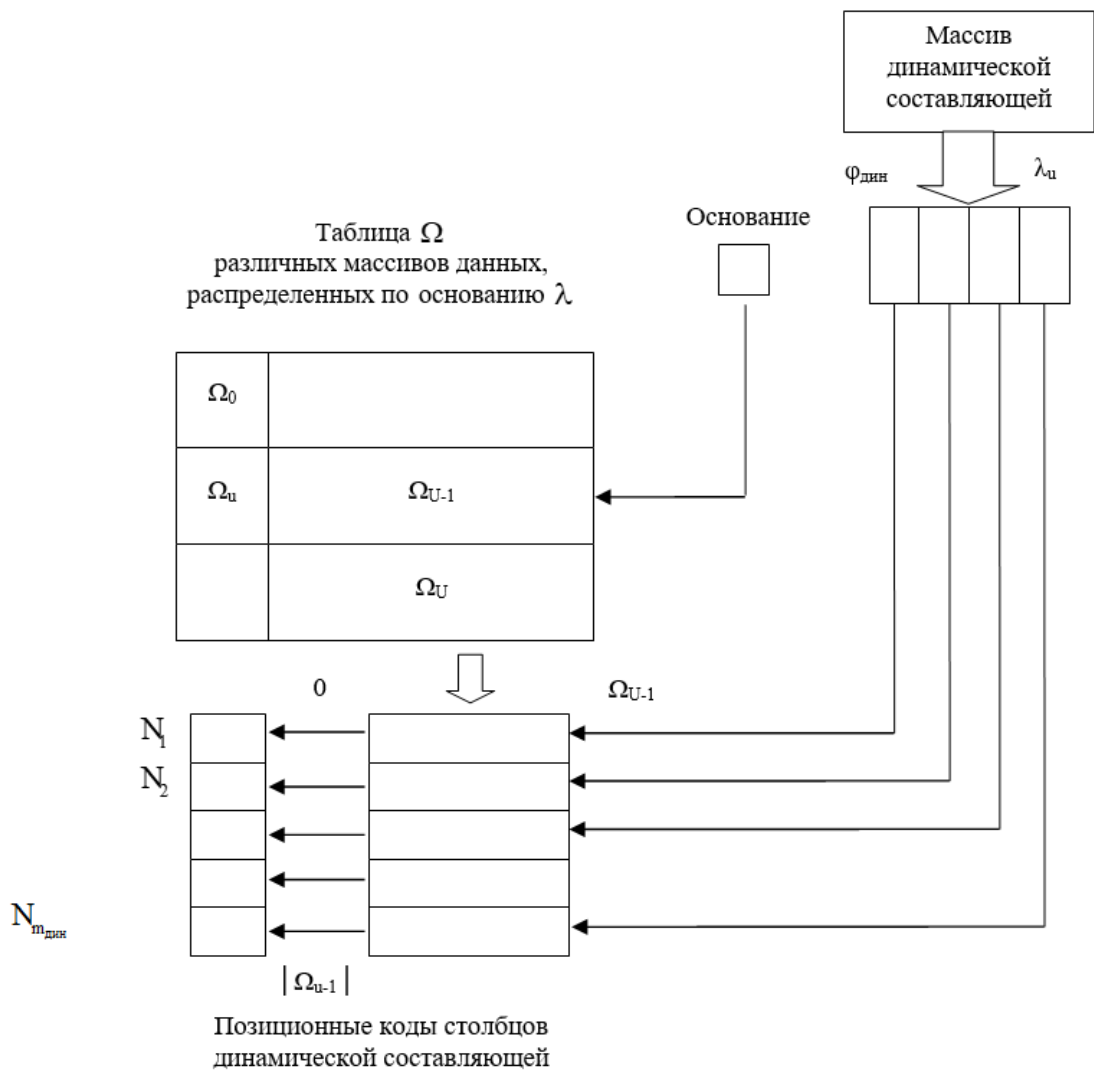 Массив
динамической
составляющей
φдин
λu
Основание
Таблица Ω
различных массивов данных,
распределенных по основанию λ
Ω0
Ωu
ΩU-1
ΩU
0
ΩU-1
N1
N2
Nmдин
|Ωu-1|
Позиционные коды столбцов
динамической составляющей